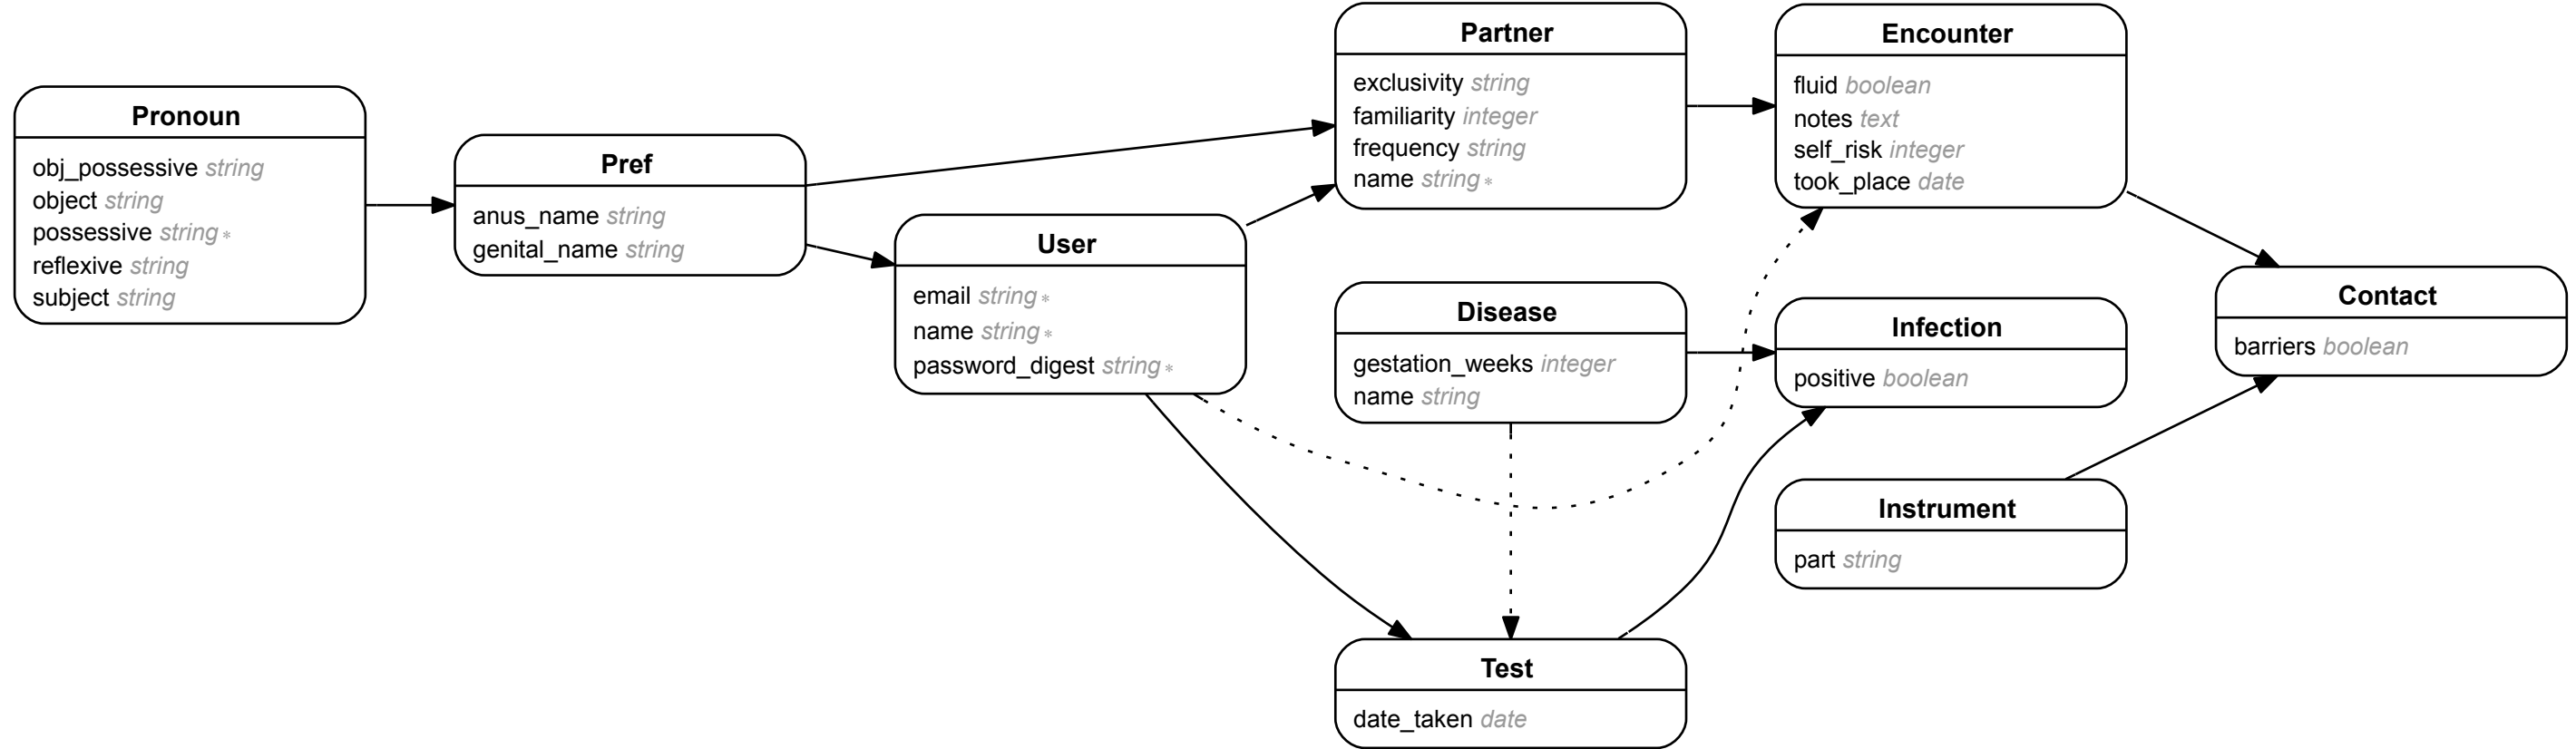 Pronoun
obj_possessive string
object string
possessive string *
reflexive string
subject string
Pref
anus_name string
genital_name string
User
email string *
name string *
password_digest string *
Partner
exclusivity string
familiarity integer
frequency string
name string *
Disease
gestation_weeks integer
name string
Test
date_taken date
Encounter
fluid boolean
notes text
self_risk integer
took_place date
Infection
positive boolean
Instrument
part string
Contact
barriers boolean